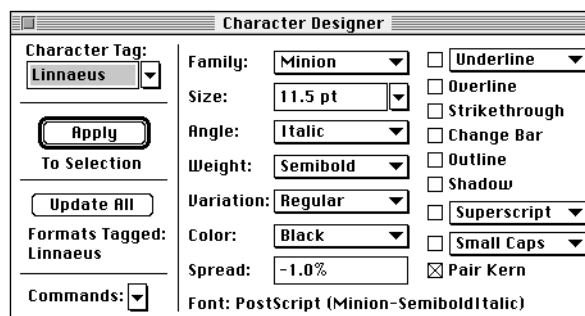 Character Designer
Character Tag:
Linnaeus
Apply
To Selection
Update All
Formats Tagged:
Linnaeus
Commands:
Family: Minion
Size: 11.5 pt
Angle: Italic
Weight: Semibold
Variation: Regular
Color: Black
Spread: -1.0%
Underline
Overline
Strikethrough
Change Bar
Outline
Shadow
Superscript
Small Caps
Pair Kern
Font: PostScript (Minion-SemiboldItalic)